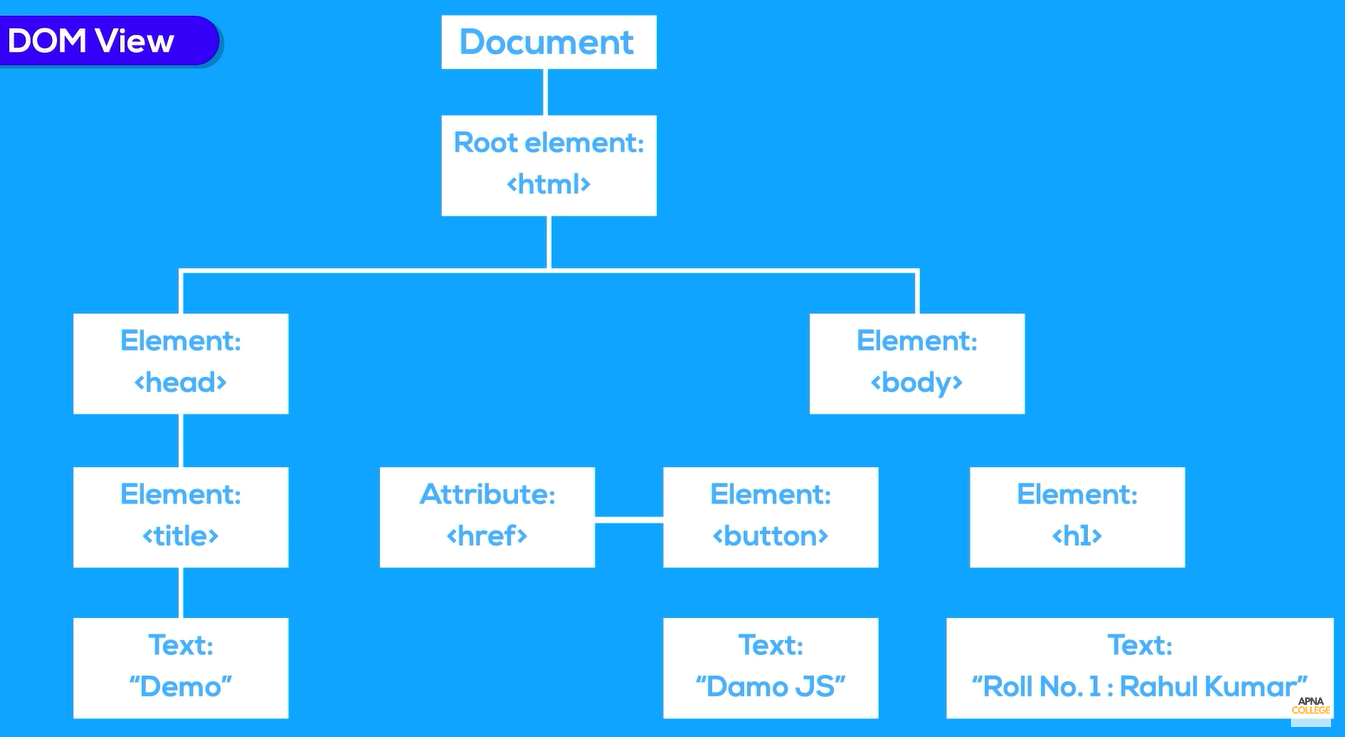 DOM View
Document
Root element:
<html>
Element:
<head>
Element:
<body>
Element:
<title>
Attribute:
<href>
Element:
<button>
Element:
<h1>
Text:
“Demo”
Text:
“Damo JS”
Text:
“Roll No. 1 : Rahul Kumar”
APNA
COLLEGE